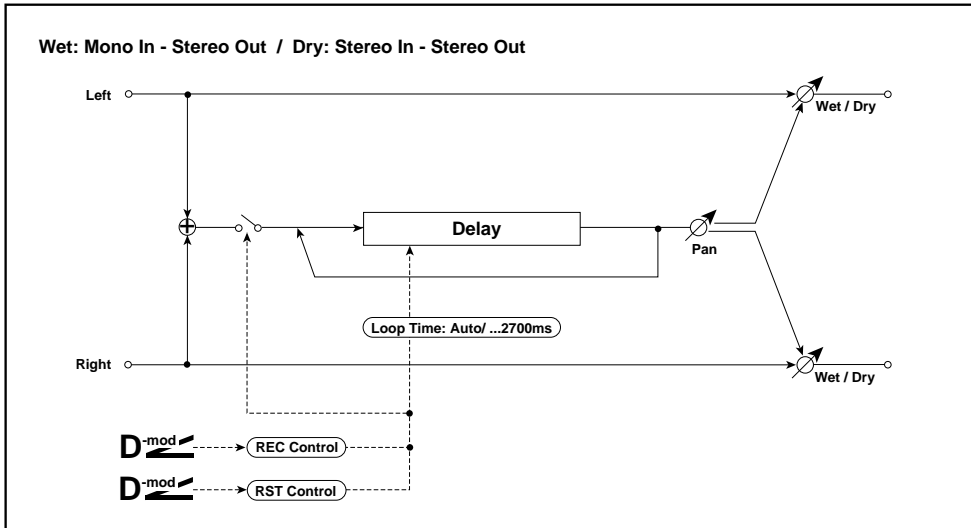 Wet: Mono In - Stereo Out / Dry: Stereo In - Stereo Out
Left
Wet / Dry
Delay
Pan
Loop Time: Auto/ ...2700ms
Right
Wet / Dry
D-mod
REC Control
D-mod
RST Control